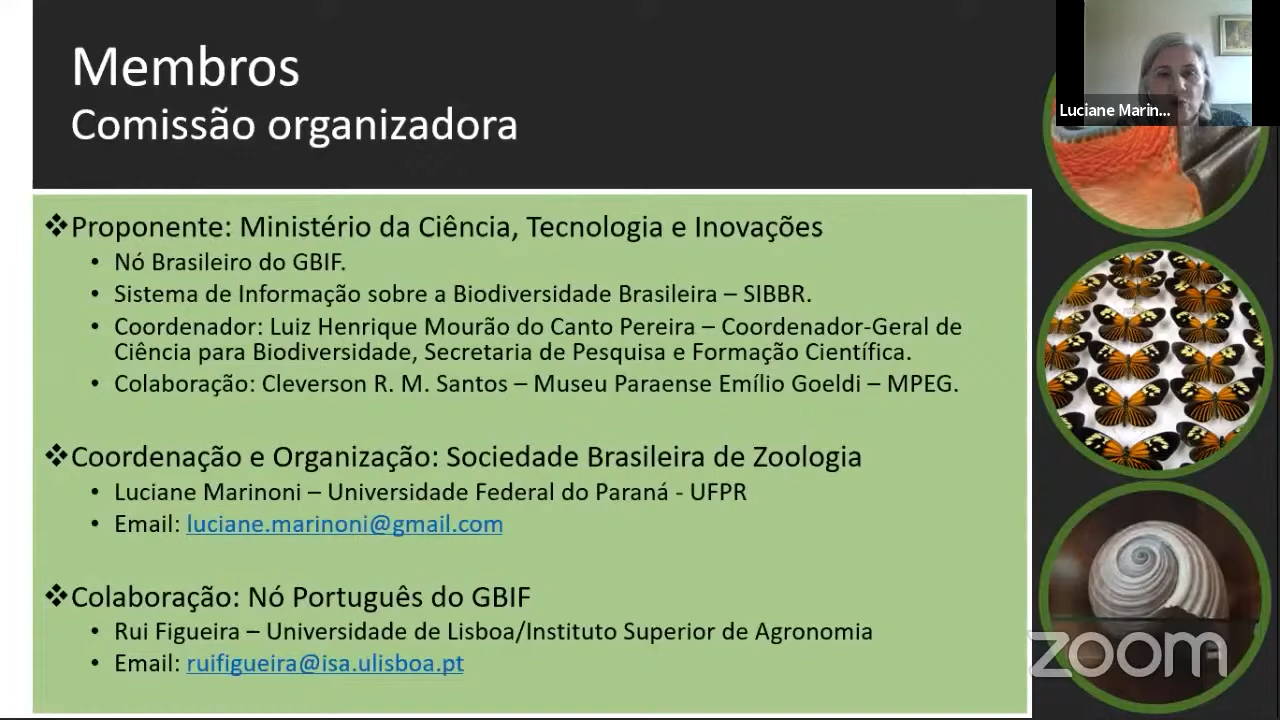 Membros
Comissão organizadora
Luciane Marin...
❖Proponente: Ministério da Ciência, Tecnologia e Inovações
• Nó Brasileiro do GBIF.
• Sistema de Informação sobre a Biodiversidade Brasileira – SIBBR.
• Coordenador: Luiz Henrique Mourão do Canto Pereira – Coordenador-Geral de
Ciência para Biodiversidade, Secretaria de Pesquisa e Formação Científica.
• Colaboração: Cleverson R. M. Santos – Museu Paraense Emílio Goeldi – MPEG.
❖Coordenação e Organização: Sociedade Brasileira de Zoologia
• Luciane Marinoni – Universidade Federal do Paraná - UFPR
• Email: luciane.marinoni@gmail.com
❖Colaboração: Nó Português do GBIF
• Rui Figueira – Universidade de Lisboa/Instituto Superior de Agronomia
• Email: ruifigueira@isa.ulisboa.pt
zoom